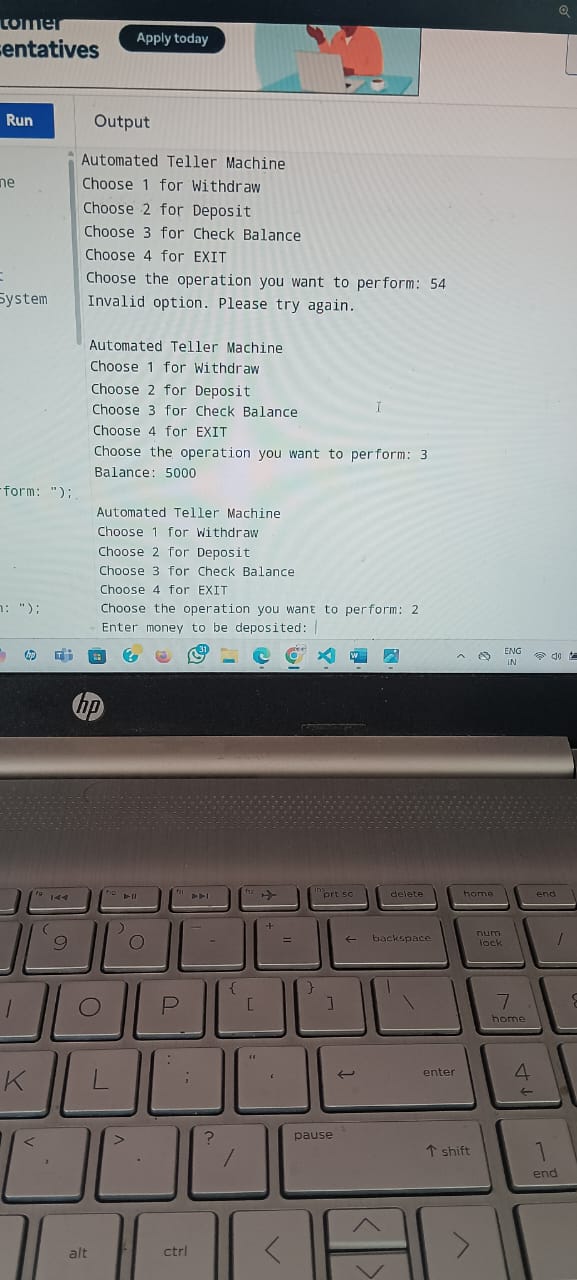 tomer
entatives
Apply today
Run
Output
ne
System
form: ");
n: ");
Automated Teller Machine
Choose 1 for Withdraw
Choose 2 for Deposit
Choose 3 for Check Balance
Choose 4 for EXIT
Choose the operation you want to perform: 54
Invalid option. Please try again.
Automated Teller Machine
Choose 1 for Withdraw
Choose 2 for Deposit
Choose 3 for Check Balance
Choose 4 for EXIT
Choose the operation you want to perform: 3
Balance: 5000
Automated Teller Machine
Choose 1 for Withdraw
Choose 2 for Deposit
Choose 3 for Check Balance
Choose 4 for EXIT
Choose the operation you want to perform: 2
Enter money to be deposited:
31
W
ENG
IN
hp
prt sc
delete
home
end
( 9
) 0
_ -
+ =
← backspace
num lock
/
O
P
{ [
} ]
| \
7 home
K
L
: ;
" '
enter
4
< ,
> .
? /
pause
↑ shift
1 end
alt
ctrl